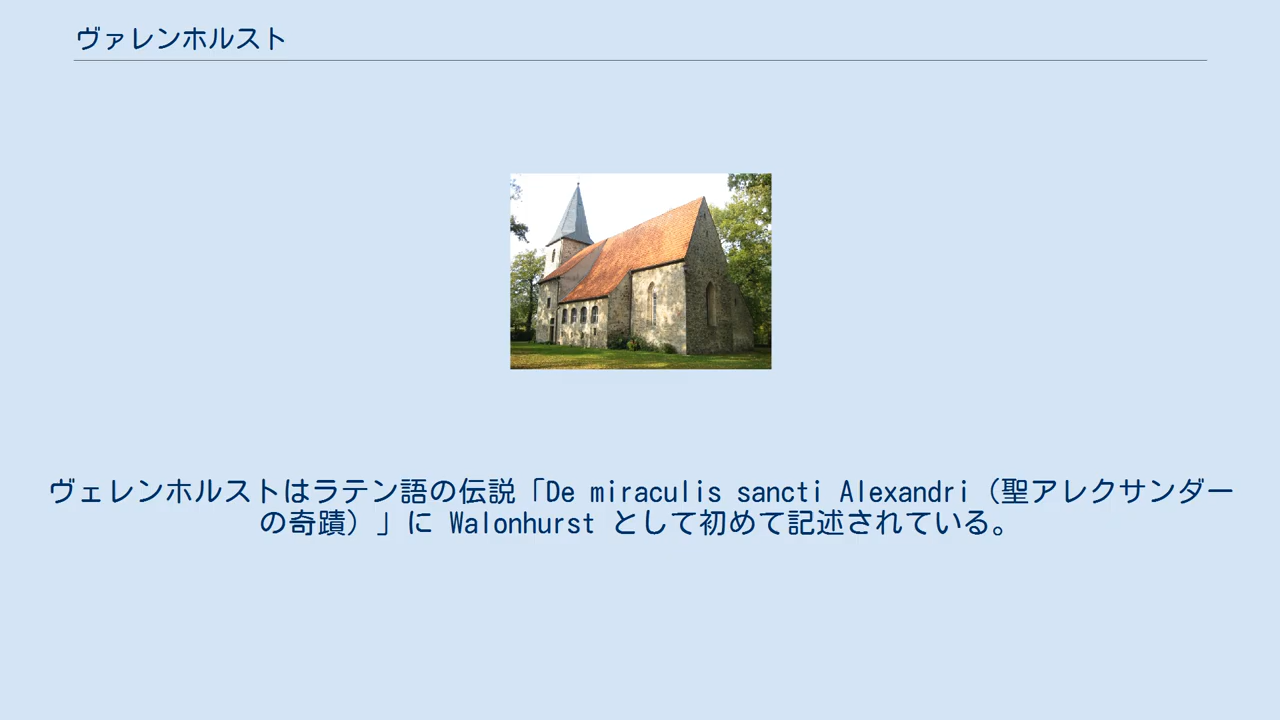 ヴァレンホルスト
ヴェレンホルストはラテン語の伝説「De miraculis sancti Alexandri（聖アレクサンダー
の奇蹟）」に Walonhurst として初めて記述されている。